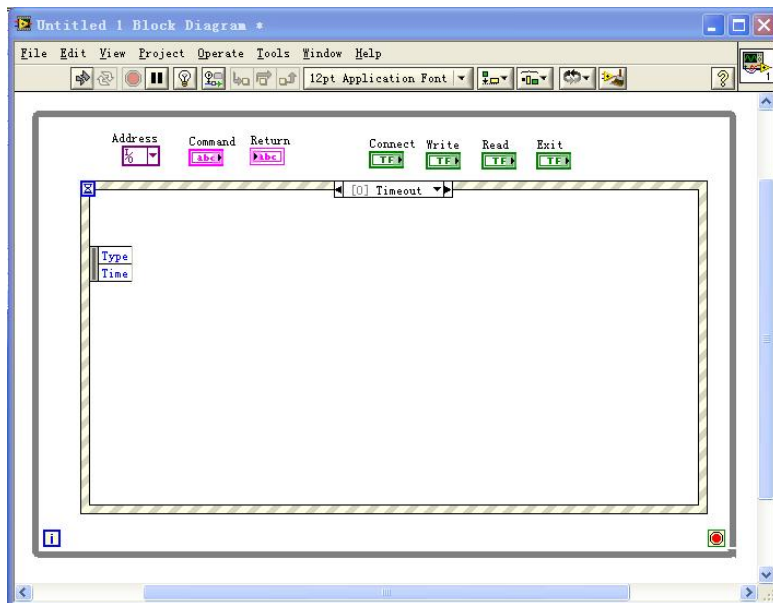 Untitled 1 Block Diagram *
File Edit View Project Operate Tools Window Help
12pt Application Font
1
Address Command Return Connect Write Read Exit
I/O abc abc TF TF TF TF
[0] Timeout
Type
Time
i